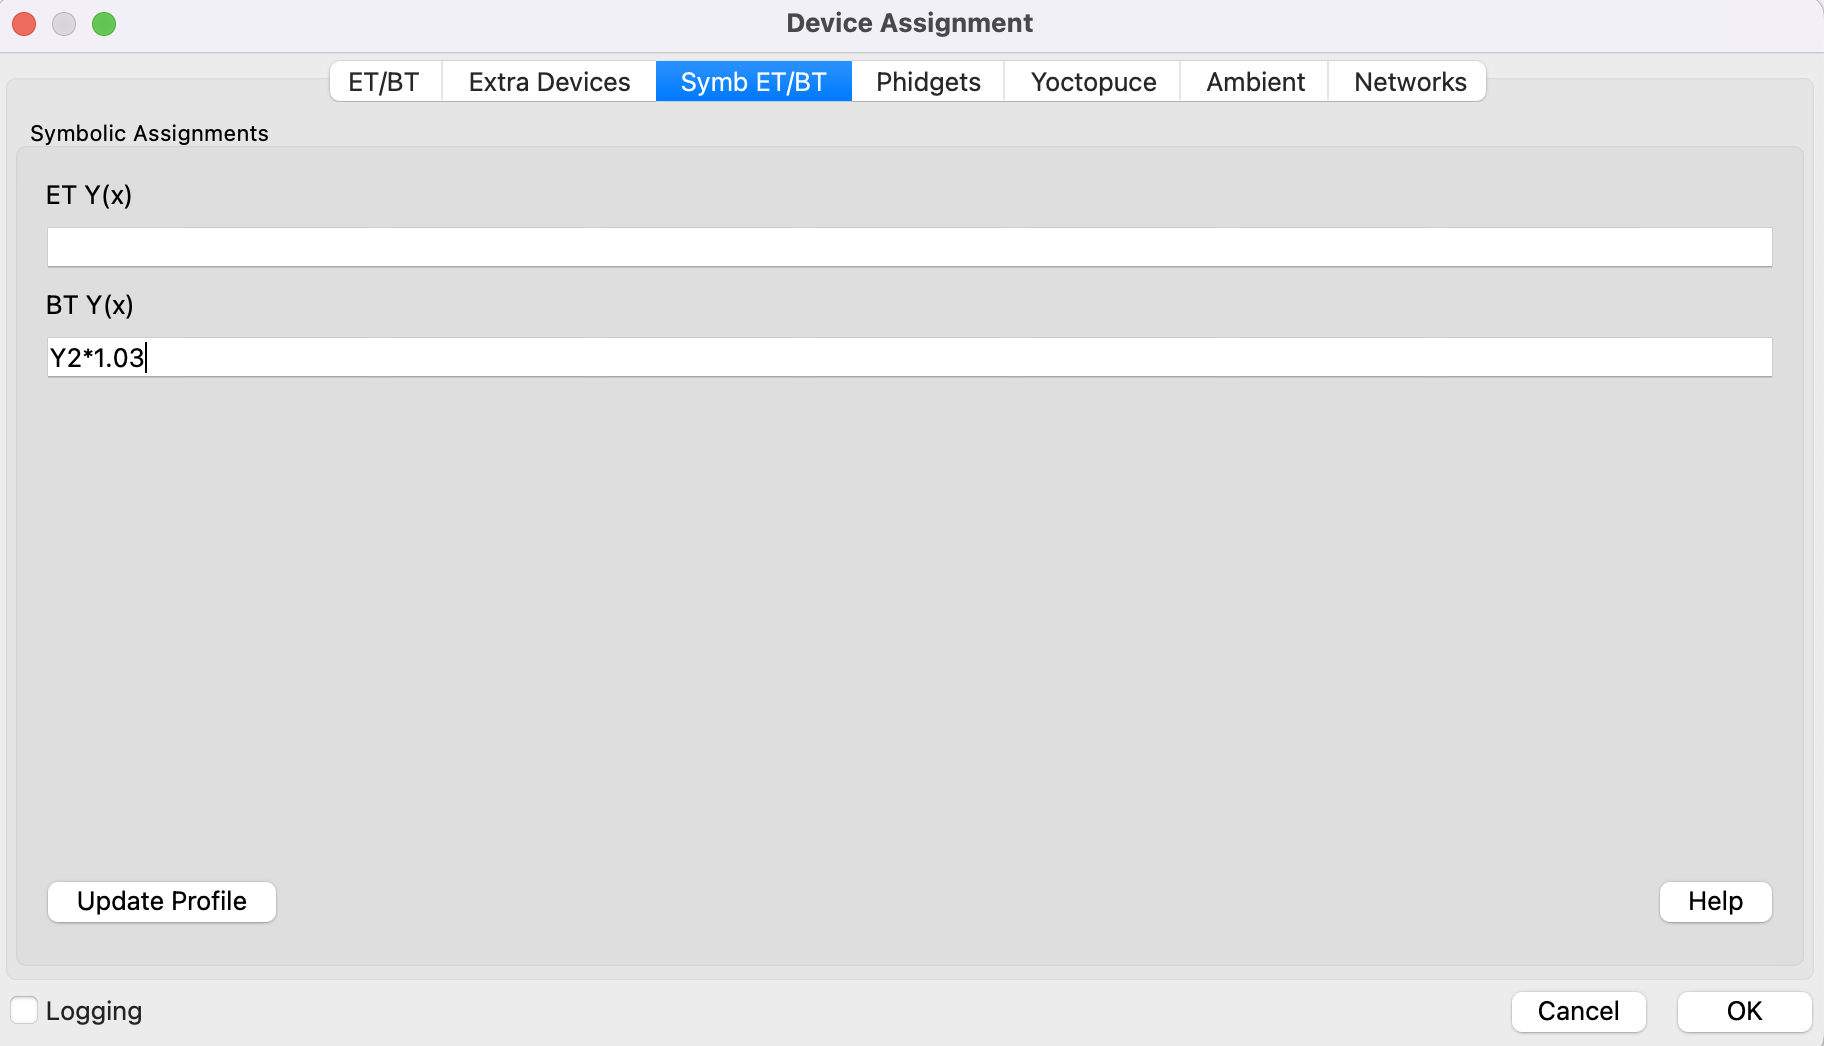 Device Assignment
ET/BT Extra Devices Symb ET/BT Phidgets Yoctopuce Ambient Networks
Symbolic Assignments
ET Y(x)
BT Y(x)
Y2*1.03
Update Profile Help
Logging Cancel OK